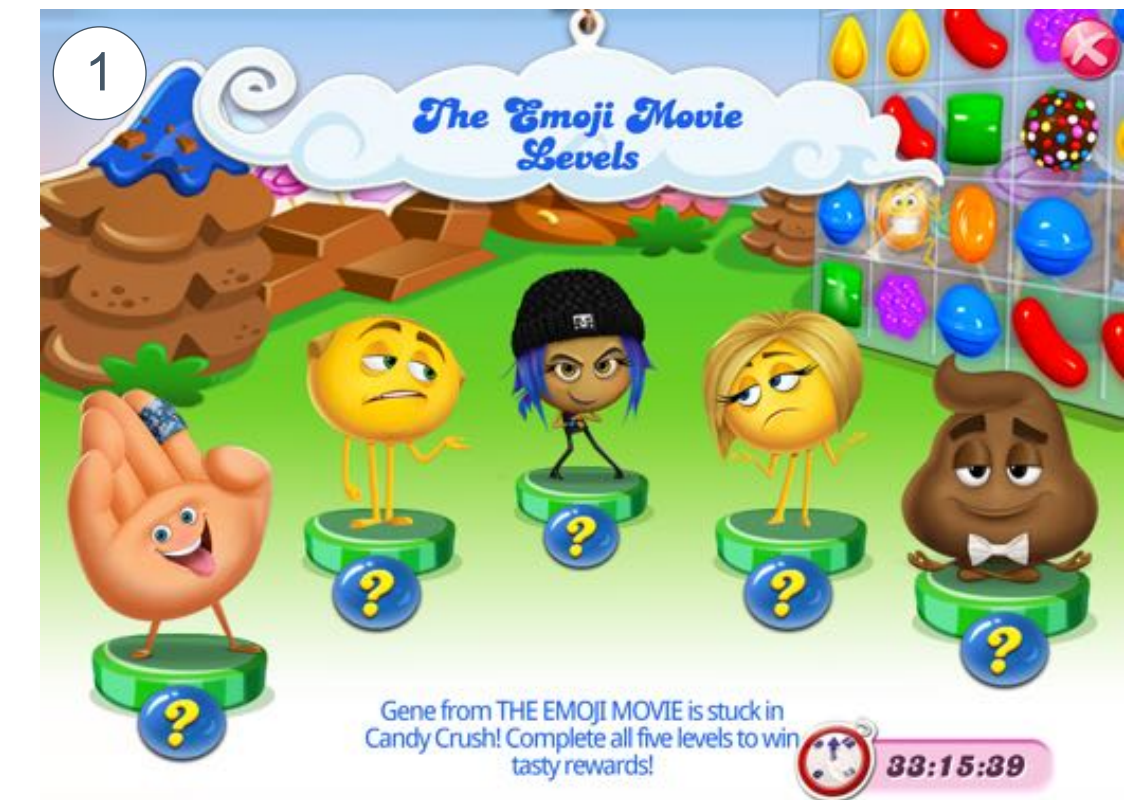 1
The Emoji Movie
Levels
?
?
?
?
?
Gene from THE EMOJI MOVIE is stuck in
Candy Crush! Complete all five levels to win
tasty rewards!
33:15:39